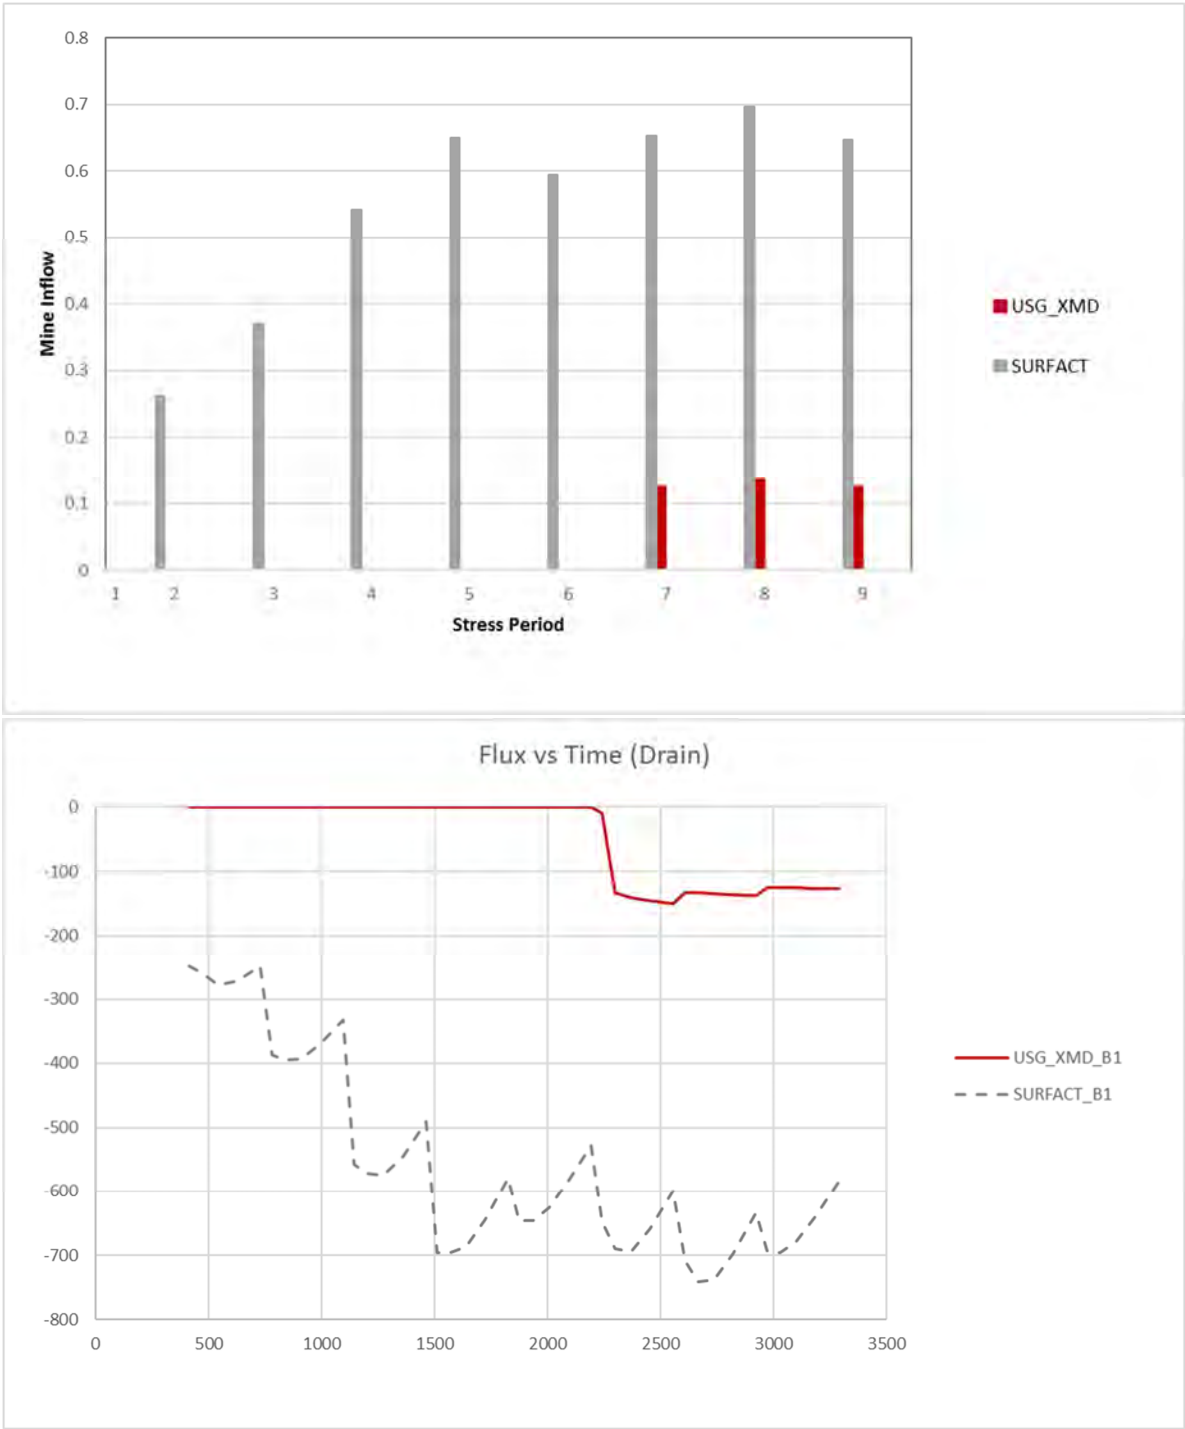 0.8
0.7
0.6
0.5
0.4
0.3
0.2
0.1
0
Mine Inflow
1 2 3 4 5 6 7 8 9
Stress Period
USG_XMD
SURFACT
Flux vs Time (Drain)
0
-100
-200
-300
-400
-500
-600
-700
-800
0 500 1000 1500 2000 2500 3000 3500
USG_XMD_B1
SURFACT_B1